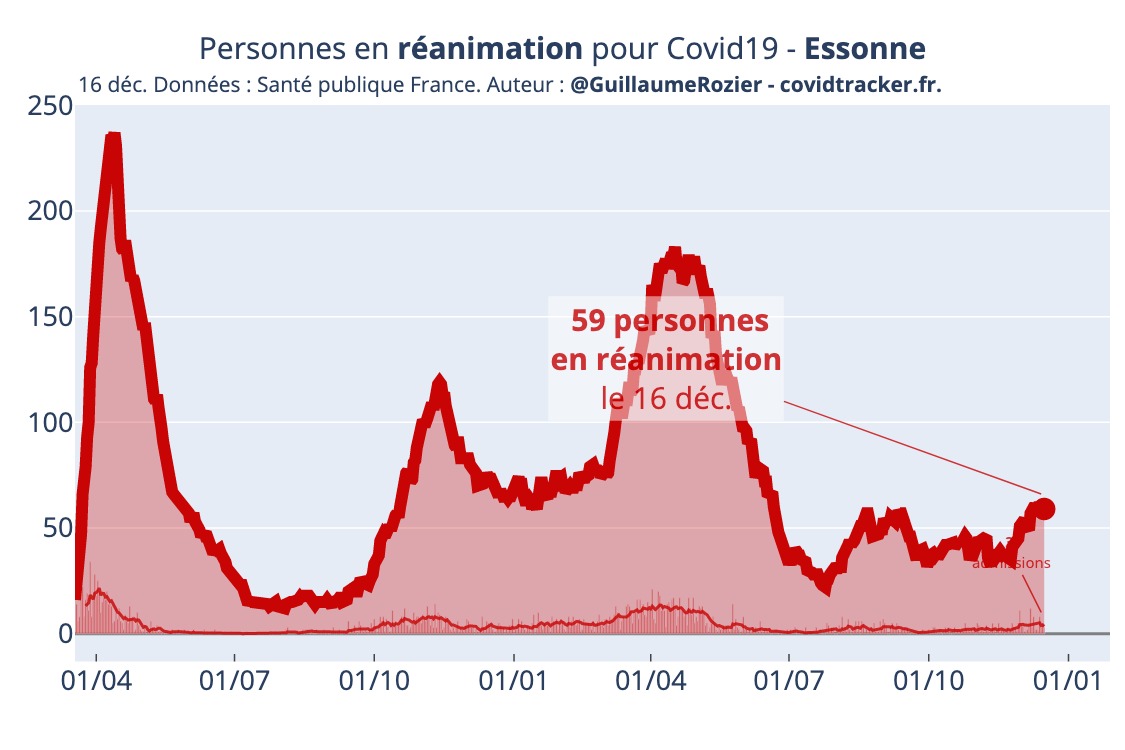 Personnes en réanimation pour Covid19 - Essonne
16 déc. Données : Santé publique France. Auteur : @GuillaumeRozier - covidtracker.fr.
250
200
150
100
50
0
59 personnes
en réanimation
le 16 déc.
admissions
01/04 01/07 01/10 01/01 01/04 01/07 01/10 01/01